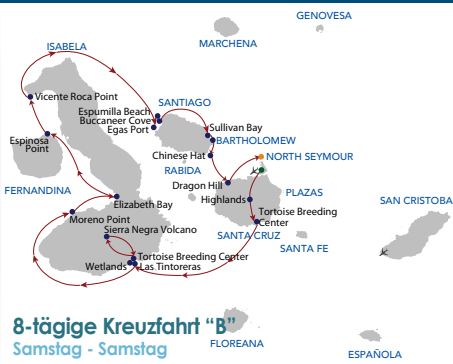 GENOVESA
MARCHENA
ISABELA
Vicente Roca Point
Espumilla Beach
Buccaneer Cove
Egas Port
SANTIAGO
Sullivan Bay
BARTHOLOMEW
Espinosa
Point
Chinese Hat
NORTH SEYMOUR
RABIDA
Dragon Hill
FERNANDINA
Elizabeth Bay
Highlands
PLAZAS
SAN CRISTOBA
Moreno Point
Tortoise Breeding
Center
Sierra Negra Volcano
SANTA CRUZ
SANTA FE
Tortoise Breeding Center
Wetlands
Las Tintoreras
8-tägige Kreuzfahrt “B”
Samstag - Samstag
FLOREANA
ESPAÑOLA